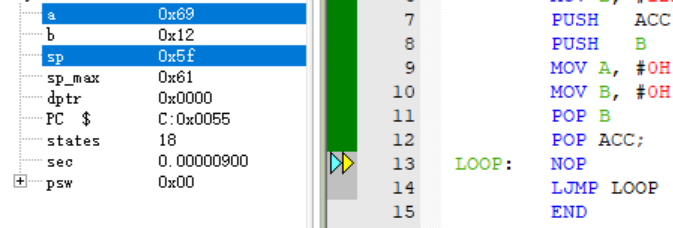 a 0x69
b 0x12
sp 0x5f
sp_max 0x61
dptr 0x0000
PC $ C:0x0055
states 18
sec 0.00000900
psw 0x00
7 PUSH ACC
8 PUSH B
9 MOV A, #0H
10 MOV B, #0H
11 POP B
12 POP ACC;
13 LOOP: NOP
14 LJMP LOOP
15 END